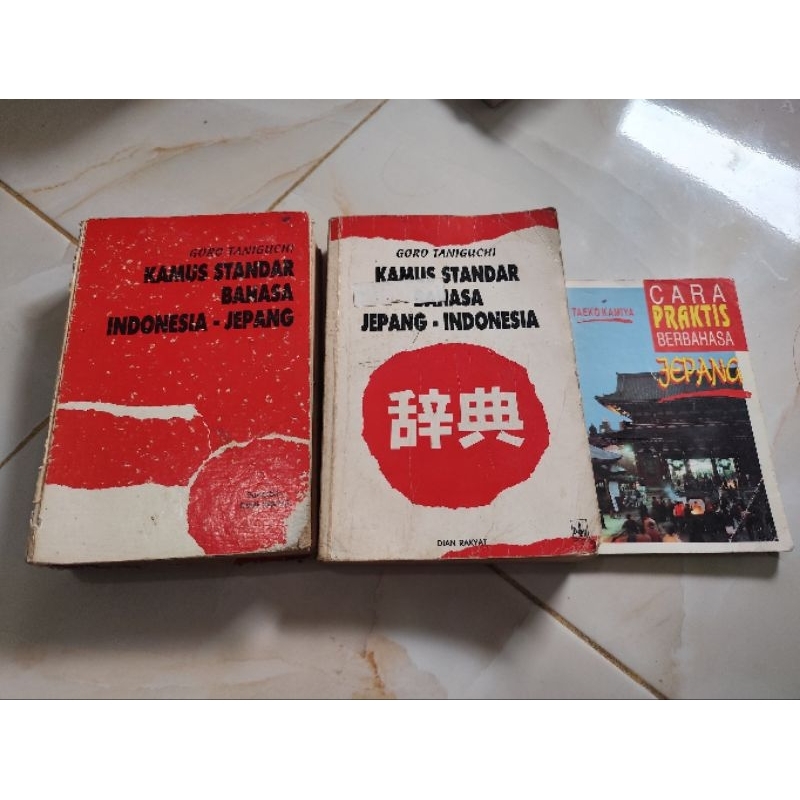 GORO TANIGUCHI
KAMUS STANDAR
BAHASA
INDONESIA - JEPANG
GORO TANIGUCHI
KAMUS STANDAR
BAHASA
JEPANG - INDONESIA
辞典
DIAN RAKYAT
TAEKO KAMIYA
CARA
PRAKTIS
BERBAHASA
JEPANG